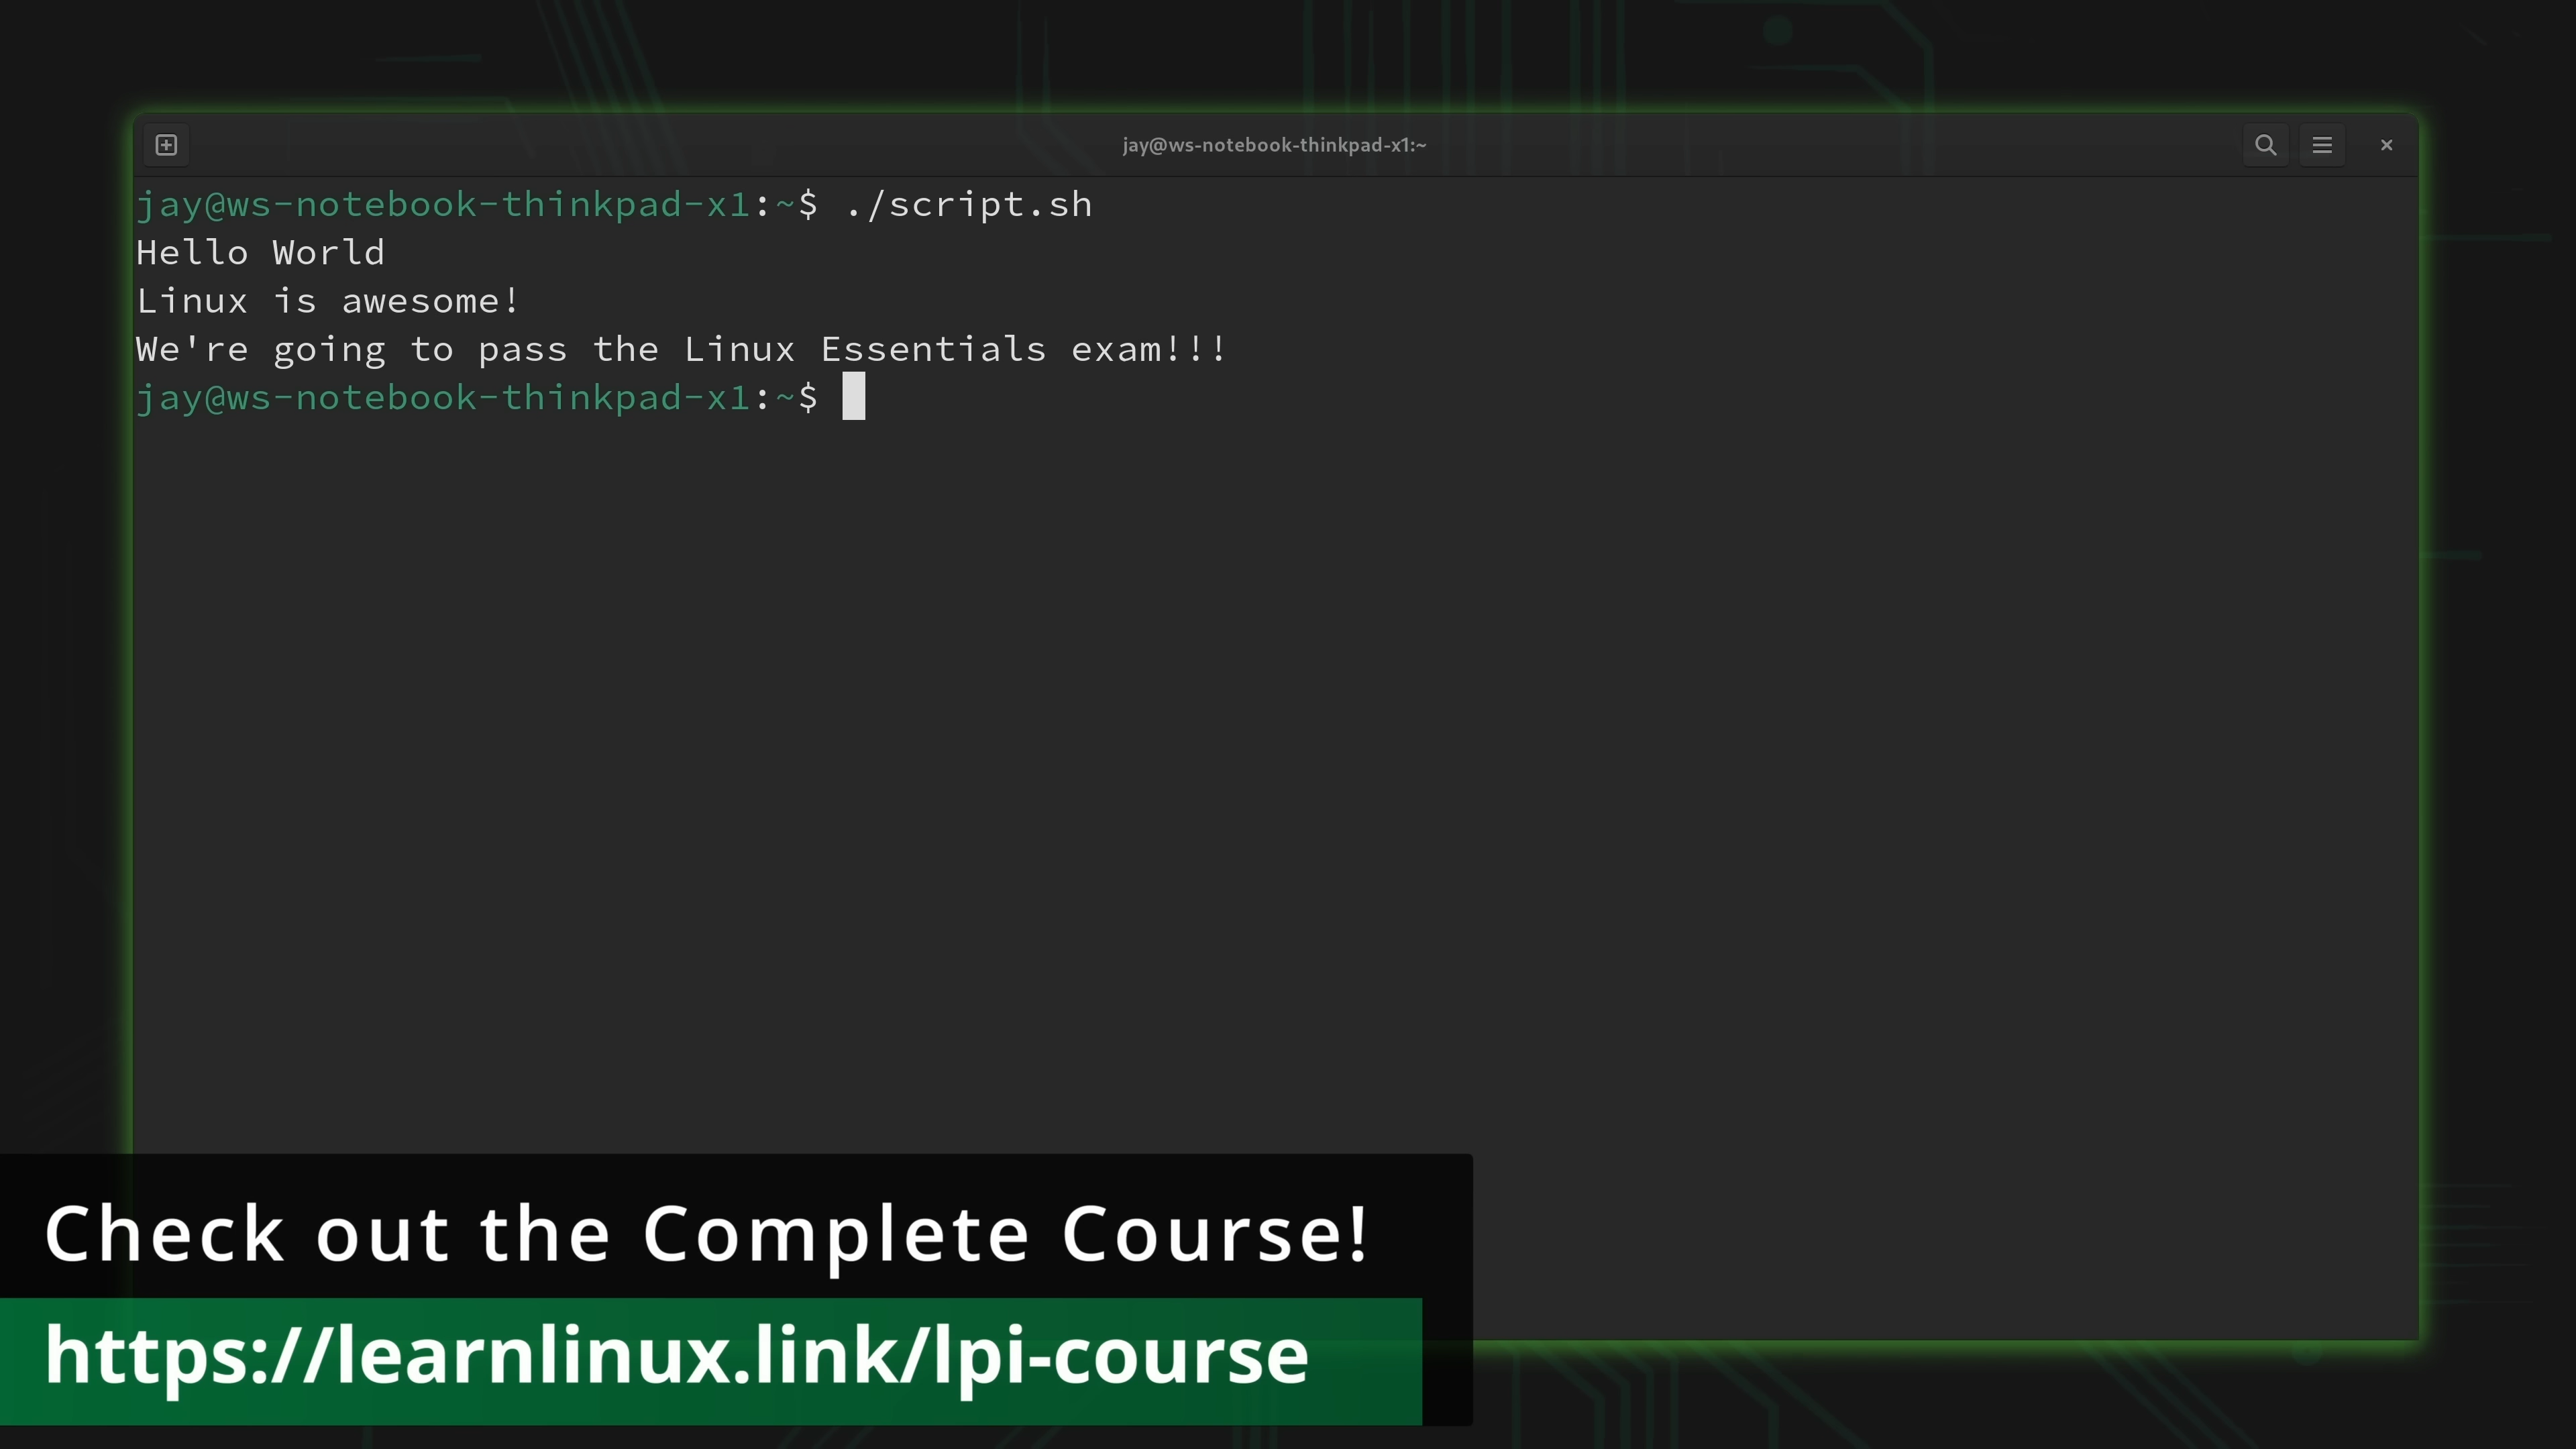 jay@ws-notebook-thinkpad-x1:~
jay@ws-notebook-thinkpad-x1:~$ ./script.sh
Hello World
Linux is awesome!
We're going to pass the Linux Essentials exam!!!
jay@ws-notebook-thinkpad-x1:~$
Check out the Complete Course!
https://learnlinux.link/lpi-course